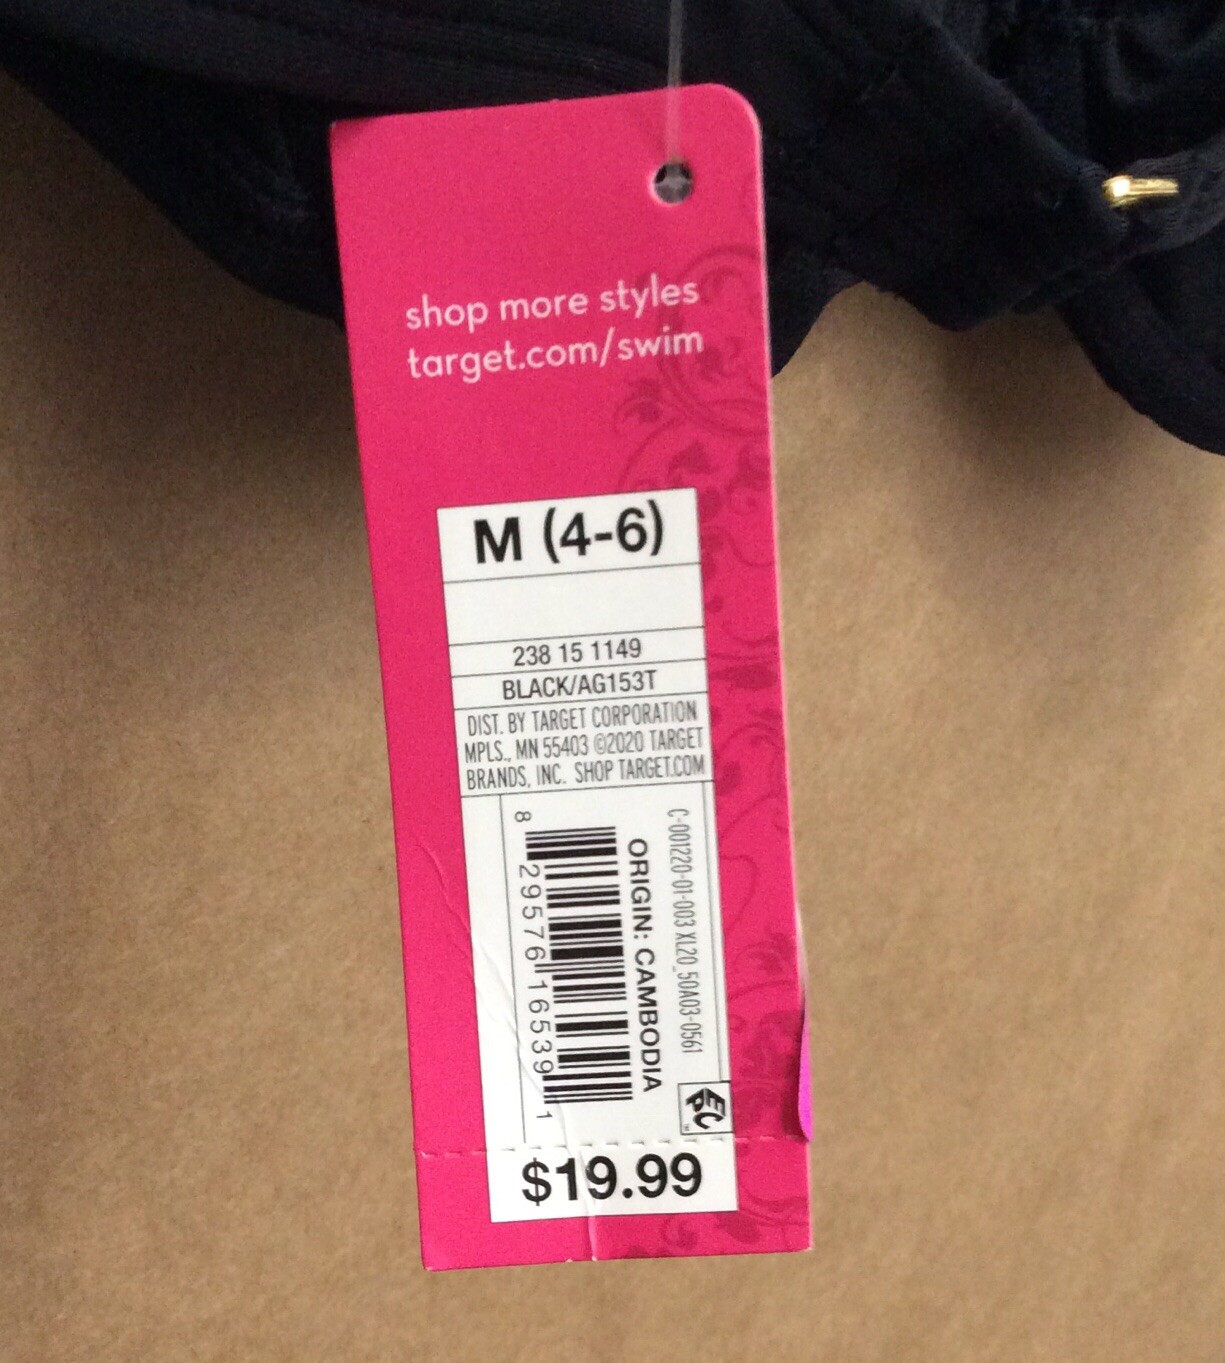 shop more styles
target.com/swim
M (4-6)
238 15 1149
BLACK/AG153T
DIST. BY TARGET CORPORATION
MPLS., MN 55403 ©2020 TARGET
BRANDS, INC. SHOP TARGET.COM
C-001220-01-003 XL20_50A03-0561
ORIGIN: CAMBODIA
8 29576 16539 1
EPC
$19.99